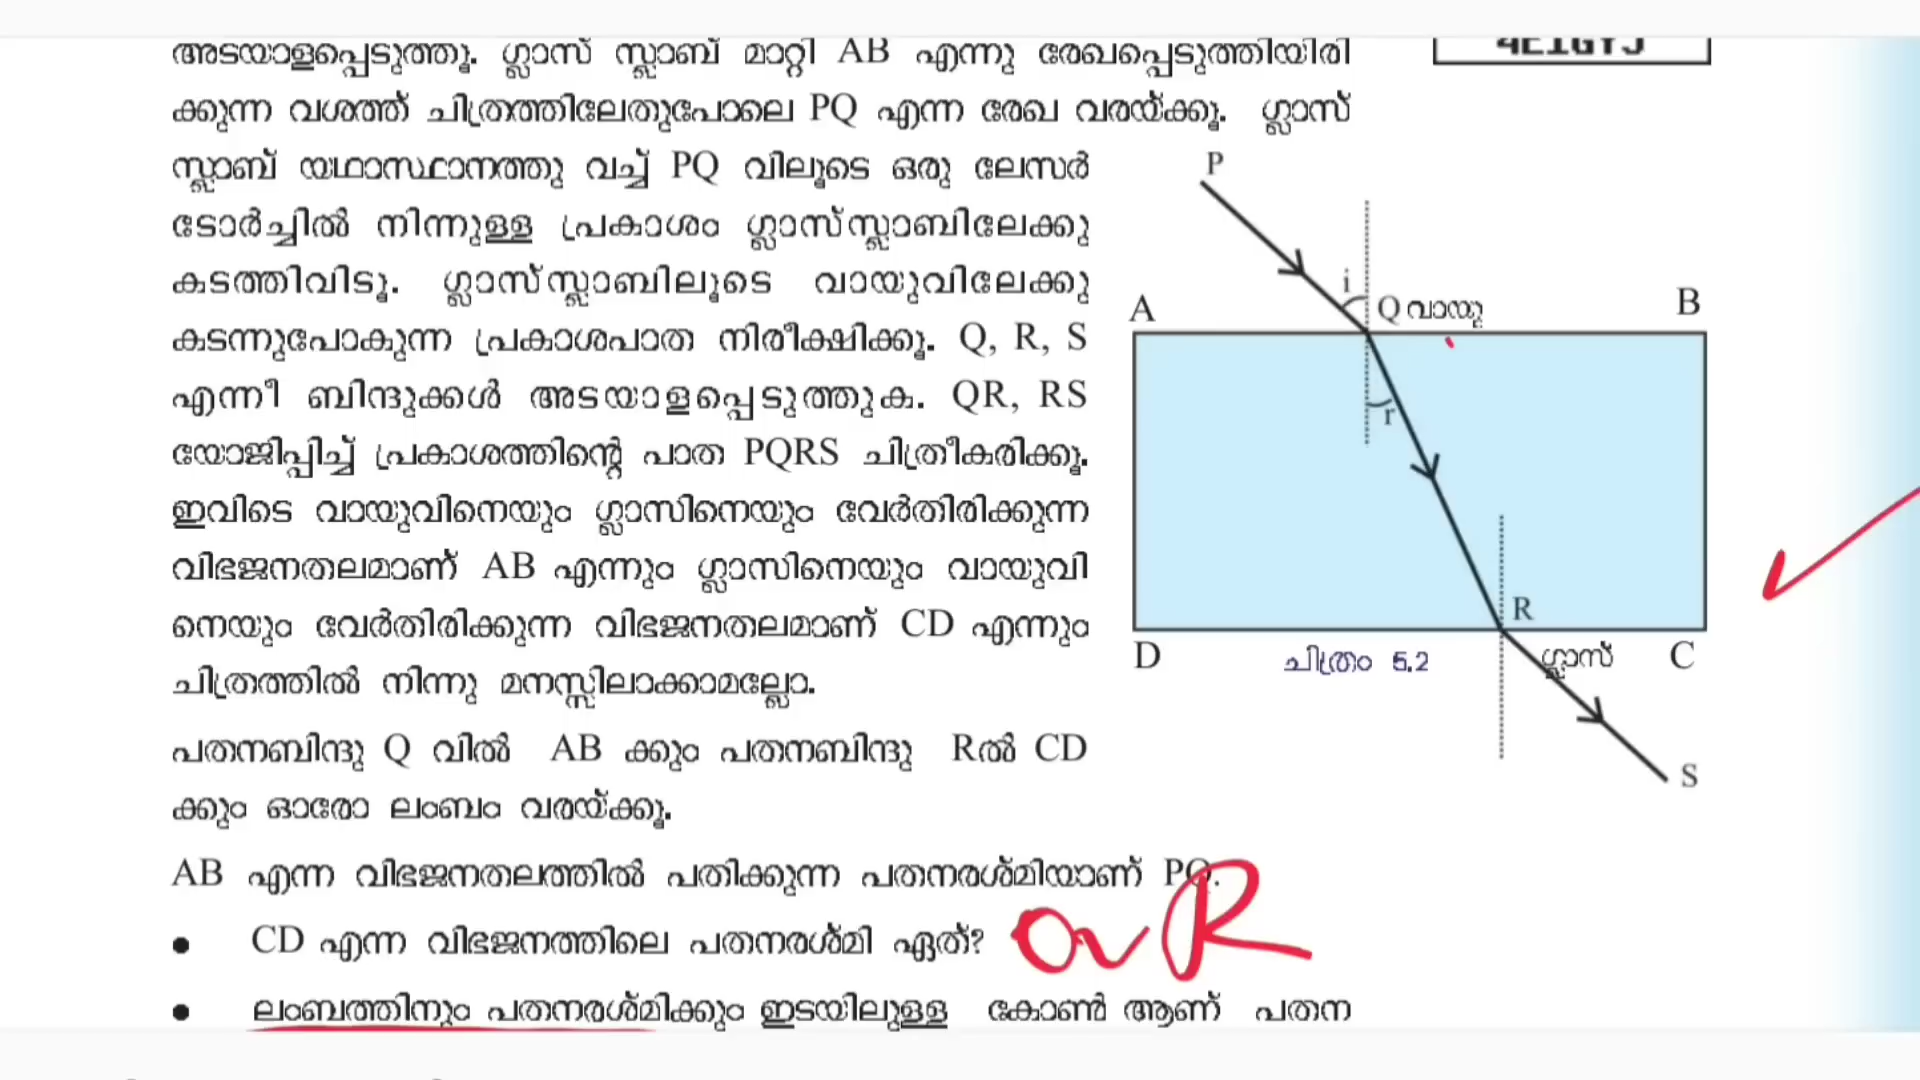 അടയാളപ്പെടുത്തൂ. ഗ്ലാസ് സ്ലാബ് മാറ്റി AB എന്നു രേഖപ്പെടുത്തിയിരി
ക്കുന്ന വശത്ത് ചിത്രത്തിലേതുപോലെ PQ എന്ന രേഖ വരയ്ക്കൂ. ഗ്ലാസ്
സ്ലാബ് യഥാസ്ഥാനത്തു വച്ച് PQ വിലൂടെ ഒരു ലേസർ
ടോർച്ചിൽ നിന്നുള്ള പ്രകാശം ഗ്ലാസ്സ്ലാബിലേക്കു
കടത്തിവിടൂ. ഗ്ലാസ്സ്ലാബിലൂടെ വായുവിലേക്കു
കടന്നുപോകുന്ന പ്രകാശപാത നിരീക്ഷിക്കൂ. Q, R, S
എന്നീ ബിന്ദുക്കൾ അടയാളപ്പെടുത്തുക. QR, RS
യോജിപ്പിച്ച് പ്രകാശത്തിന്റെ പാത PQRS ചിത്രീകരിക്കൂ.
ഇവിടെ വായുവിനെയും ഗ്ലാസിനെയും വേർതിരിക്കുന്ന
വിഭജനതലമാണ് AB എന്നും ഗ്ലാസിനെയും വായുവി
നെയും വേർതിരിക്കുന്ന വിഭജനതലമാണ് CD എന്നും
ചിത്രത്തിൽ നിന്നു മനസ്സിലാക്കാമല്ലോ.
പതനബിന്ദു Q വിൽ AB ക്കും പതനബിന്ദു Rൽ CD
ക്കും ഓരോ ലംബം വരയ്ക്കൂ.
AB എന്ന വിഭജനതലത്തിൽ പതിക്കുന്ന പതനരശ്മിയാണ് PQ.
• CD എന്ന വിഭജനത്തിലെ പതനരശ്മി ഏത്? QR
• ലംബത്തിനും പതനരശ്മിക്കും ഇടയിലുള്ള കോൺ ആണ് പതന
P
i
A
Q വായു
B
r
R
D
ചിത്രം 5.2
ഗ്ലാസ്
C
S